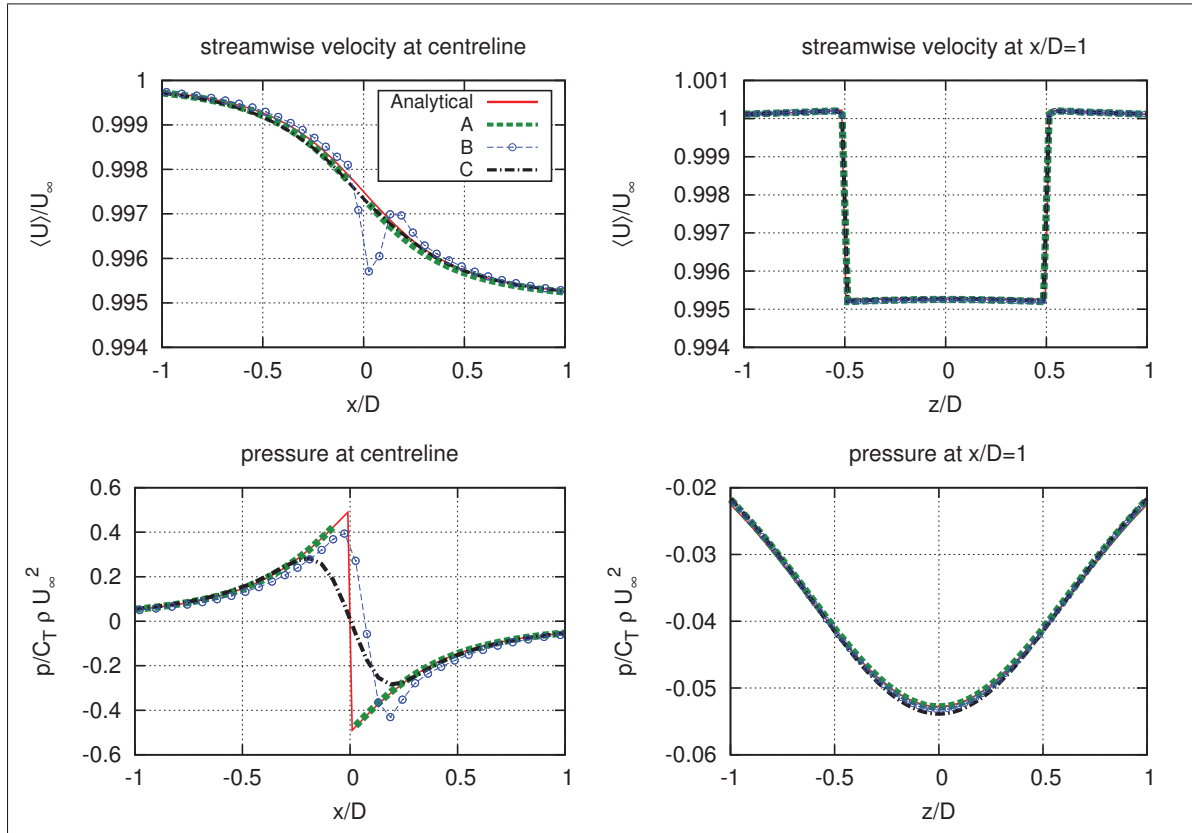 streamwise velocity at centreline
⟨U⟩/U∞
1
0.999
0.998
0.997
0.996
0.995
0.994
-1
-0.5
0
0.5
1
x/D
Analytical
A
B
C
streamwise velocity at x/D=1
⟨U⟩/U∞
1.001
1
0.999
0.998
0.997
0.996
0.995
0.994
-1
-0.5
0
0.5
1
z/D
pressure at centreline
p/C_T ρ U∞²
0.6
0.4
0.2
0
-0.2
-0.4
-0.6
-1
-0.5
0
0.5
1
x/D
pressure at x/D=1
p/C_T ρ U∞²
-0.02
-0.03
-0.04
-0.05
-0.06
-1
-0.5
0
0.5
1
z/D